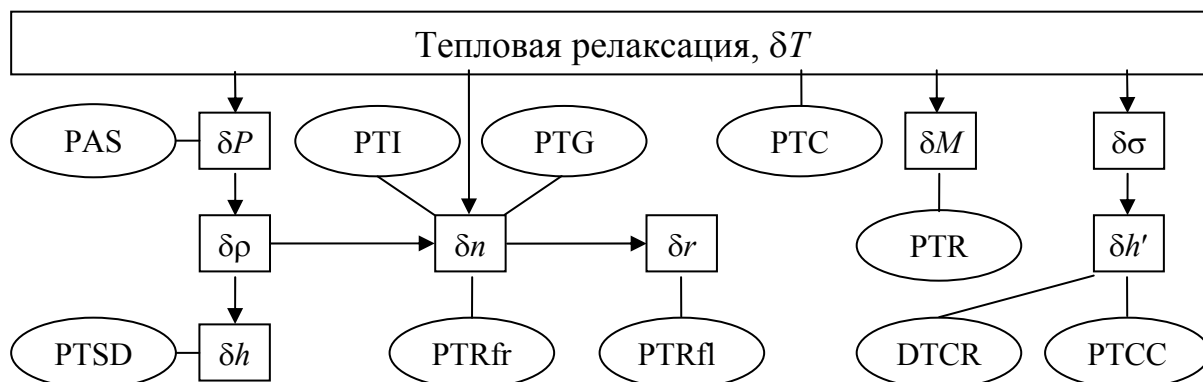 Тепловая релаксация, δT
PAS δP PTI PTG PTC δM δσ
δρ δn δr PTR δh'
PTSD δh PTRfr PTRfl DTCR PTCC